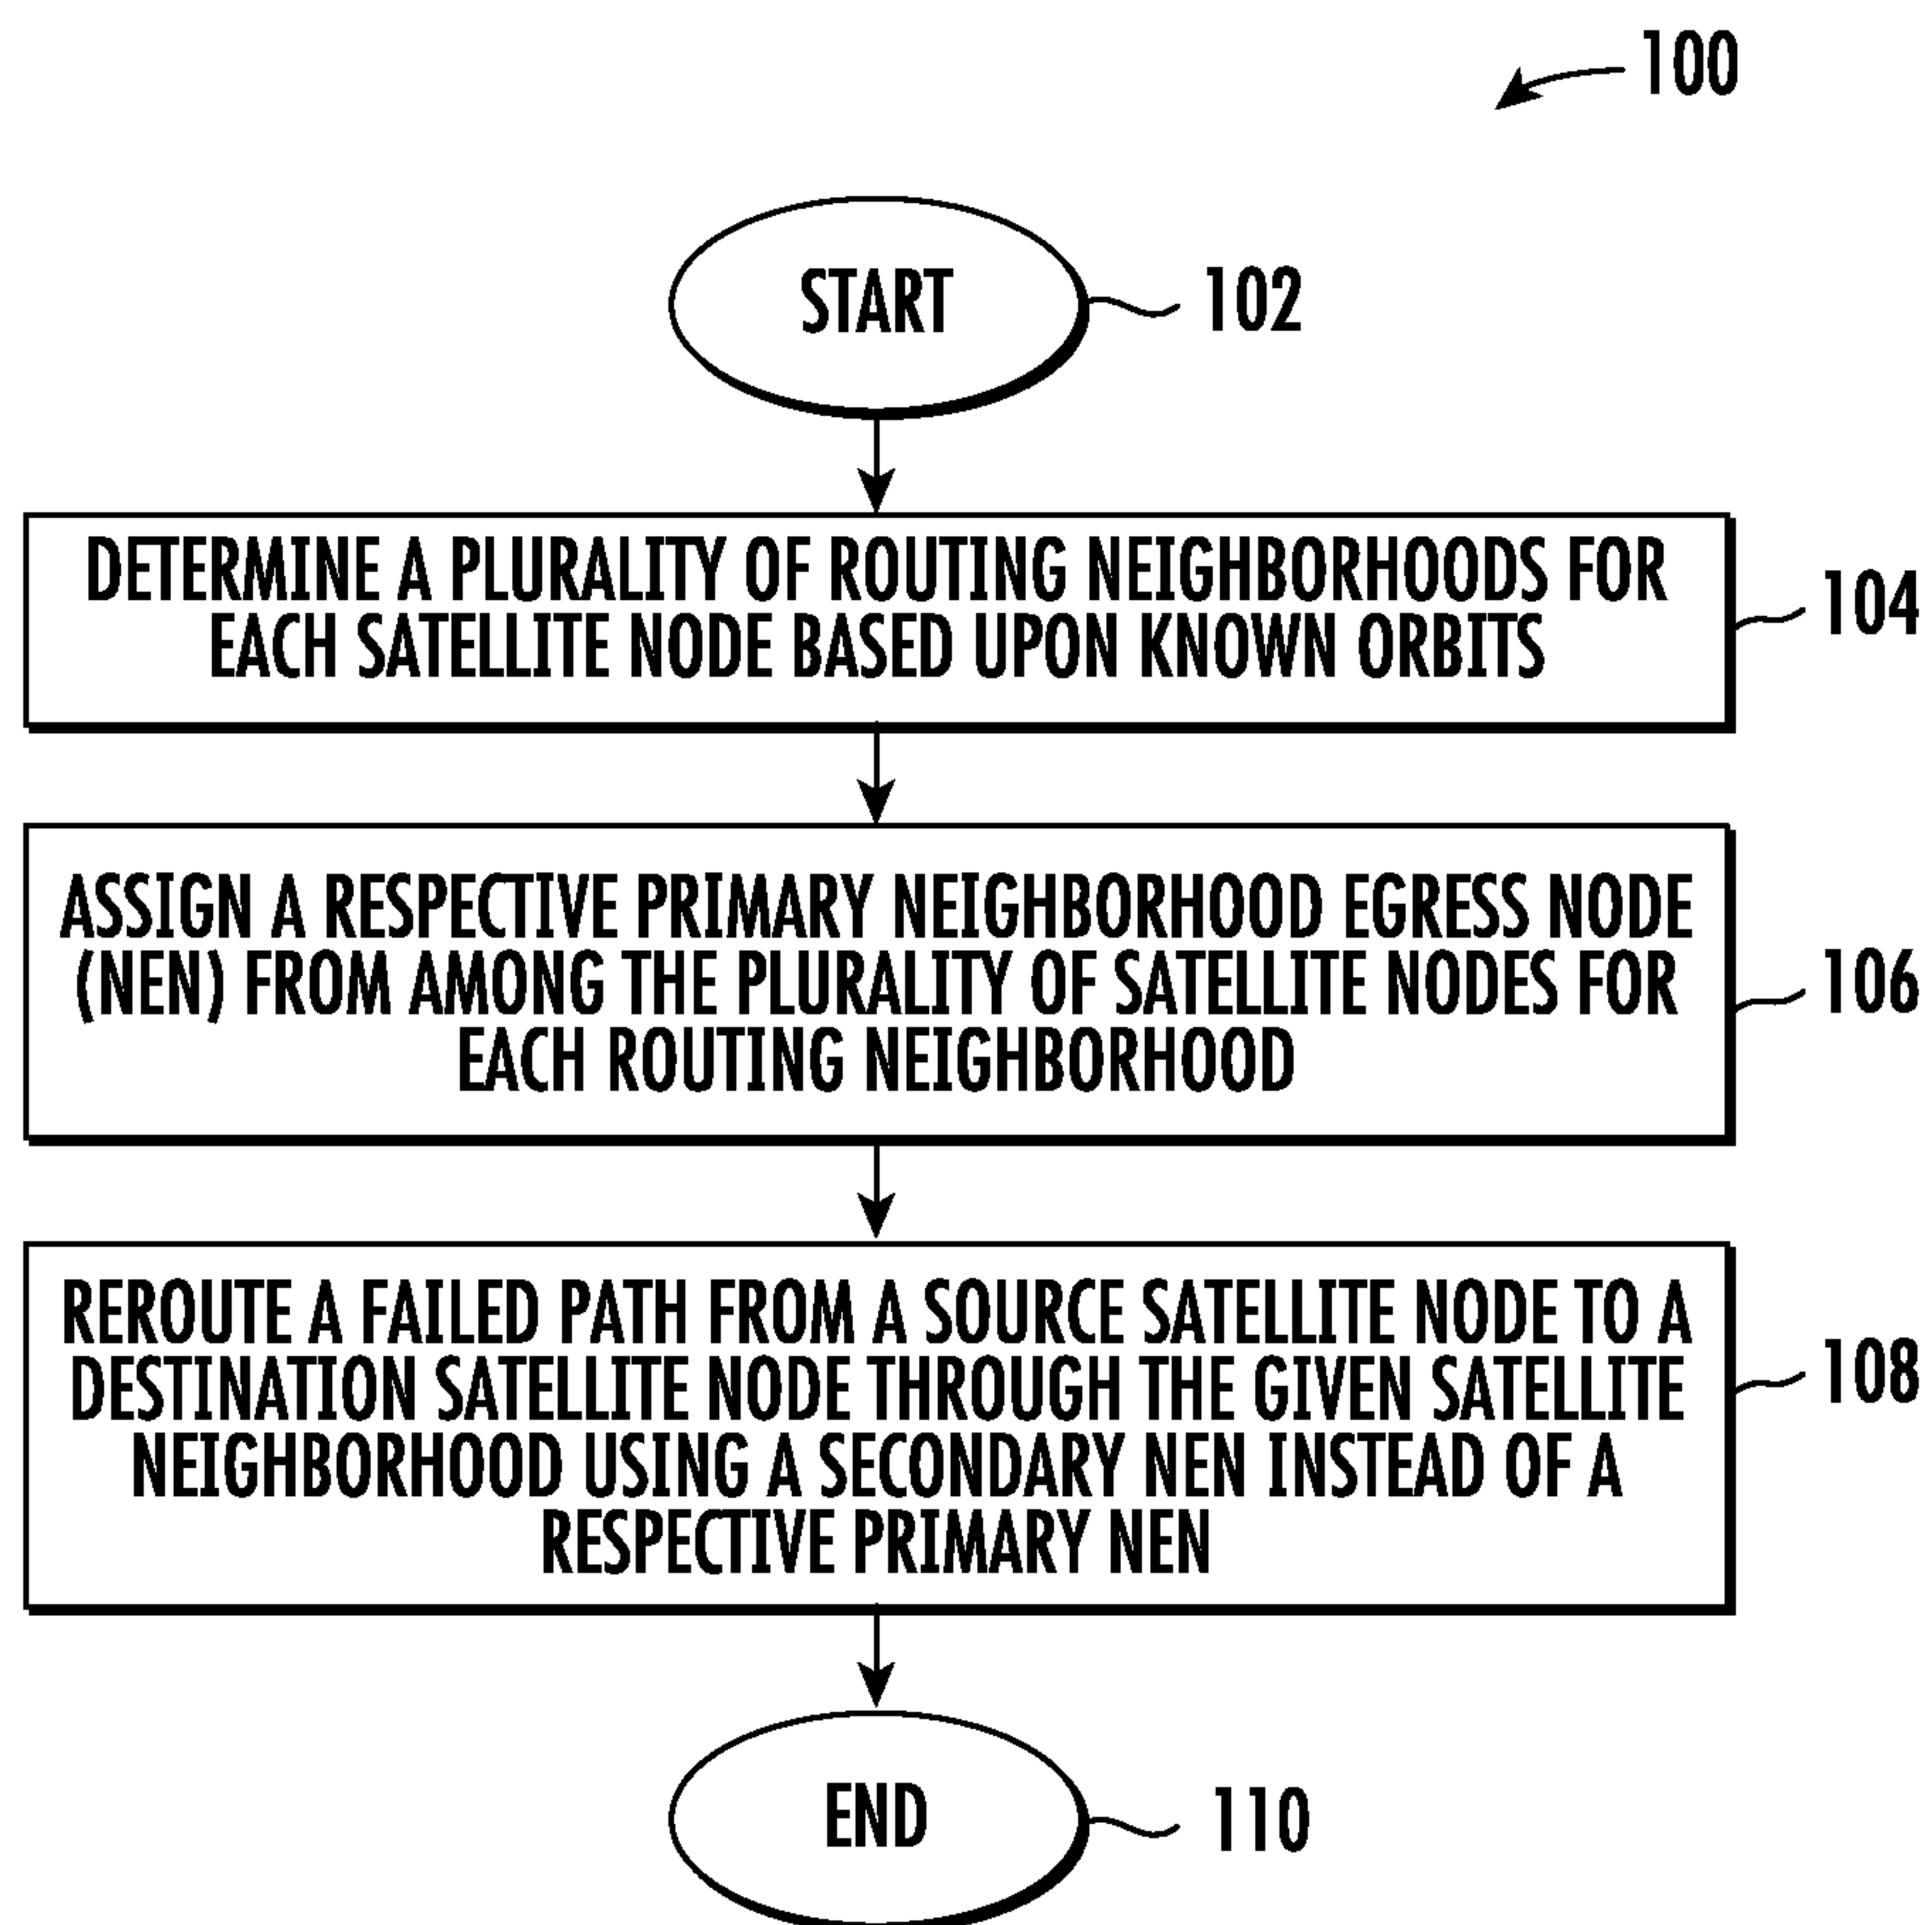 100
START
102
DETERMINE A PLURALITY OF ROUTING NEIGHBORHOODS FOR
EACH SATELLITE NODE BASED UPON KNOWN ORBITS
104
ASSIGN A RESPECTIVE PRIMARY NEIGHBORHOOD EGRESS NODE
(NEN) FROM AMONG THE PLURALITY OF SATELLITE NODES FOR
EACH ROUTING NEIGHBORHOOD
106
REROUTE A FAILED PATH FROM A SOURCE SATELLITE NODE TO A
DESTINATION SATELLITE NODE THROUGH THE GIVEN SATELLITE
NEIGHBORHOOD USING A SECONDARY NEN INSTEAD OF A
RESPECTIVE PRIMARY NEN
108
END
110